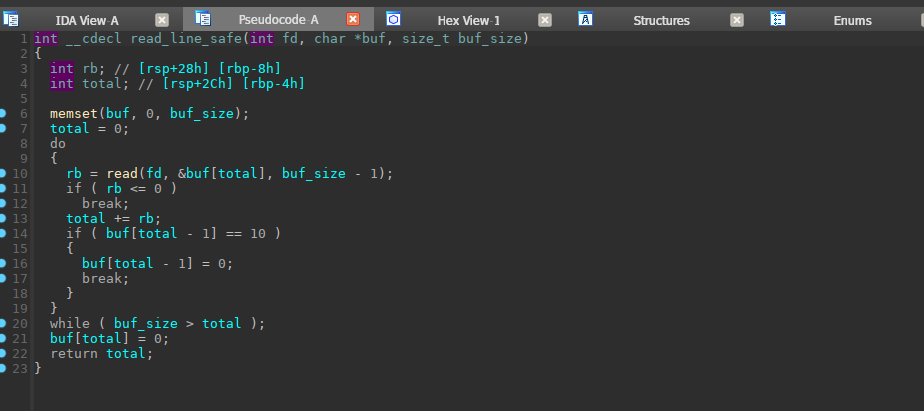 IDA View-A Pseudocode-A Hex View-1 Structures Enums
1 int __cdecl read_line_safe(int fd, char *buf, size_t buf_size)
2 {
3 int rb; // [rsp+28h] [rbp-8h]
4 int total; // [rsp+2Ch] [rbp-4h]
5
6 memset(buf, 0, buf_size);
7 total = 0;
8 do
9 {
10 rb = read(fd, &buf[total], buf_size - 1);
11 if ( rb <= 0 )
12 break;
13 total += rb;
14 if ( buf[total - 1] == 10 )
15 {
16 buf[total - 1] = 0;
17 break;
18 }
19 }
20 while ( buf_size > total );
21 buf[total] = 0;
22 return total;
23 }